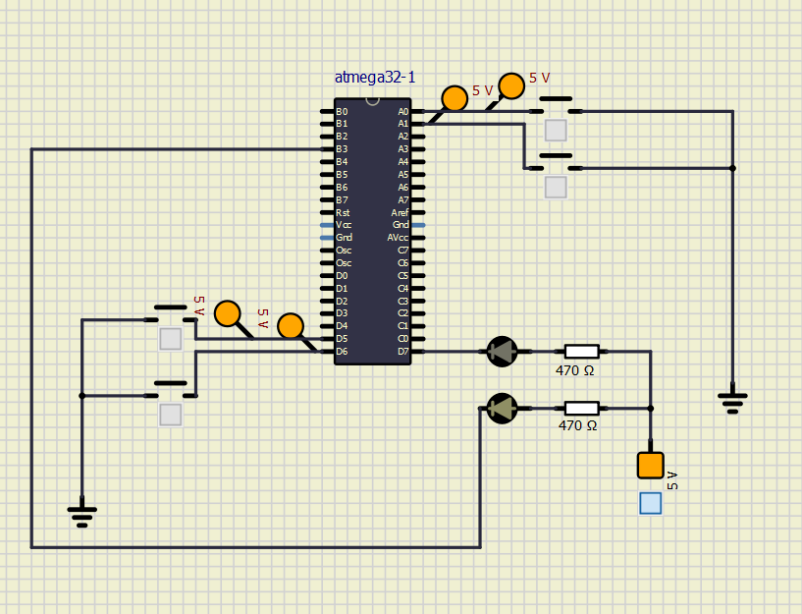 atmega32-1
5 V
5 V
B0 A0
B1 A1
B2 A2
B3 A3
B4 A4
B5 A5
B6 A6
B7 A7
Rst Aref
Vcc Gnd
Gnd AVcc
Osc C7
Osc C6
D0 C5
D1 C4
D2 C3
D3 C2
D4 C1
D5 C0
D6 D7
5 V
5 V
470 Ω
470 Ω
5 V